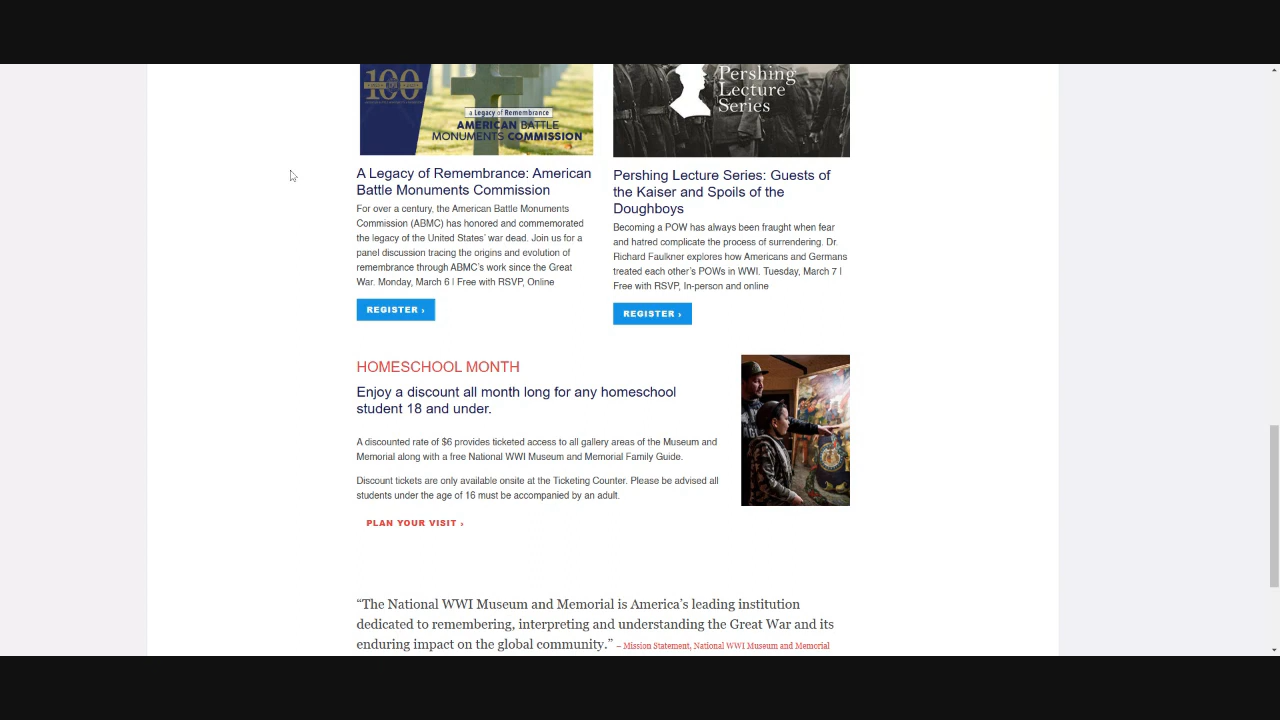 100
a Legacy of Remembrance
AMERICAN BATTLE
MONUMENTS COMMISSION
Pershing
Lecture
Series
A Legacy of Remembrance: American
Battle Monuments Commission
For over a century, the American Battle Monuments
Commission (ABMC) has honored and commemorated
the legacy of the United States' war dead. Join us for a
panel discussion tracing the origins and evolution of
remembrance through ABMC's work since the Great
War. Monday, March 6 | Free with RSVP, Online
REGISTER ›
Pershing Lecture Series: Guests of
the Kaiser and Spoils of the
Doughboys
Becoming a POW has always been fraught when fear
and hatred complicate the process of surrendering. Dr.
Richard Faulkner explores how Americans and Germans
treated each other's POWs in WWI. Tuesday, March 7 |
Free with RSVP, In-person and online
REGISTER ›
HOMESCHOOL MONTH
Enjoy a discount all month long for any homeschool
student 18 and under.
A discounted rate of $6 provides ticketed access to all gallery areas of the Museum and
Memorial along with a free National WWI Museum and Memorial Family Guide.
Discount tickets are only available onsite at the Ticketing Counter. Please be advised all
students under the age of 16 must be accompanied by an adult.
PLAN YOUR VISIT ›
“The National WWI Museum and Memorial is America’s leading institution
dedicated to remembering, interpreting and understanding the Great War and its
enduring impact on the global community.” – Mission Statement, National WWI Museum and Memorial